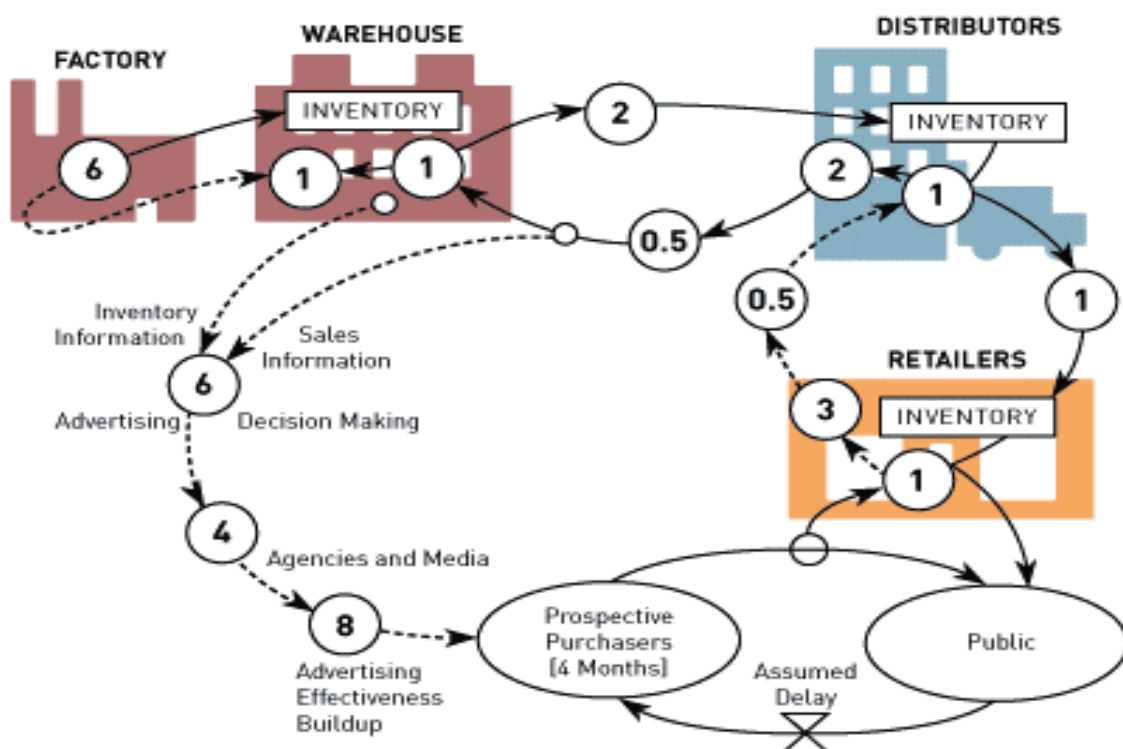 FACTORY
WAREHOUSE
DISTRIBUTORS
INVENTORY
2
INVENTORY
6
1
1
2
1
0.5
0.5
1
Inventory
Information
Sales
Information
6
Advertising
Decision Making
RETAILERS
3
INVENTORY
1
4
Agencies and Media
8
Advertising
Effectiveness
Buildup
Prospective
Purchasers
[4 Months]
Public
Assumed
Delay